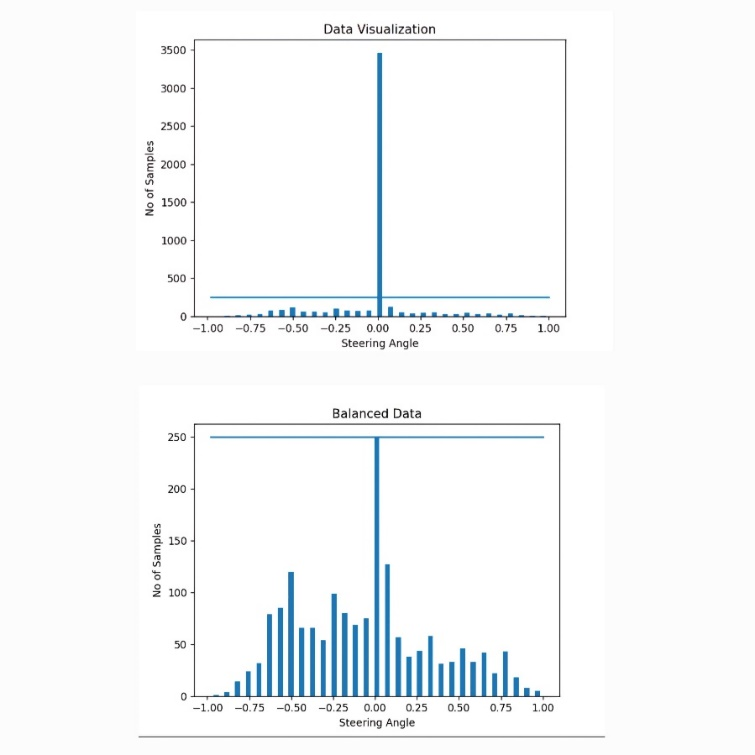 Data Visualization
3500
3000
2500
2000
1500
1000
500
0
No of Samples
−1.00 −0.75 −0.50 −0.25 0.00 0.25 0.50 0.75 1.00
Steering Angle
Balanced Data
250
200
150
100
50
0
No of Samples
−1.00 −0.75 −0.50 −0.25 0.00 0.25 0.50 0.75 1.00
Steering Angle